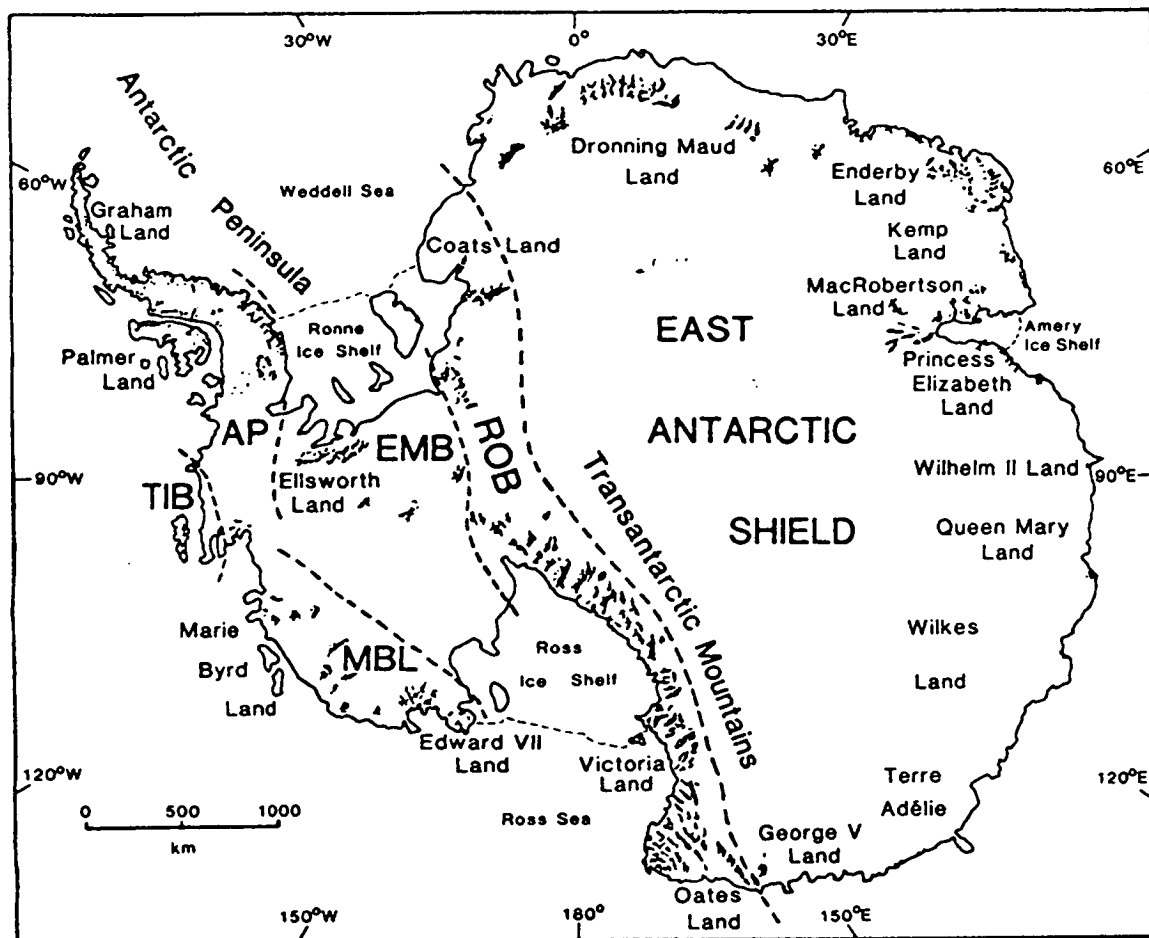 30°W
0°
30°E
Antarctic
Peninsula
60°W
60°E
Weddell Sea
Graham
Land
Dronning Maud
Land
Enderby
Land
Kemp
Land
Coats Land
MacRobertson
Land
Ronne
Ice Shelf
EAST
Amery
Ice Shelf
Palmer
Land
Princess
Elizabeth
Land
AP
EMB
ROB
ANTARCTIC
Ellsworth
Land
Transantarctic Mountains
Wilhelm II Land
90°W
90°E
TIB
SHIELD
Queen Mary
Land
Marie
Byrd
Land
MBL
Ross
Ice Shelf
Wilkes
Land
Edward VII
Land
Victoria
Land
120°W
120°E
Terre
Adélie
0 500 1000
km
Ross Sea
George V
Land
Oates
Land
150°W
180°
150°E